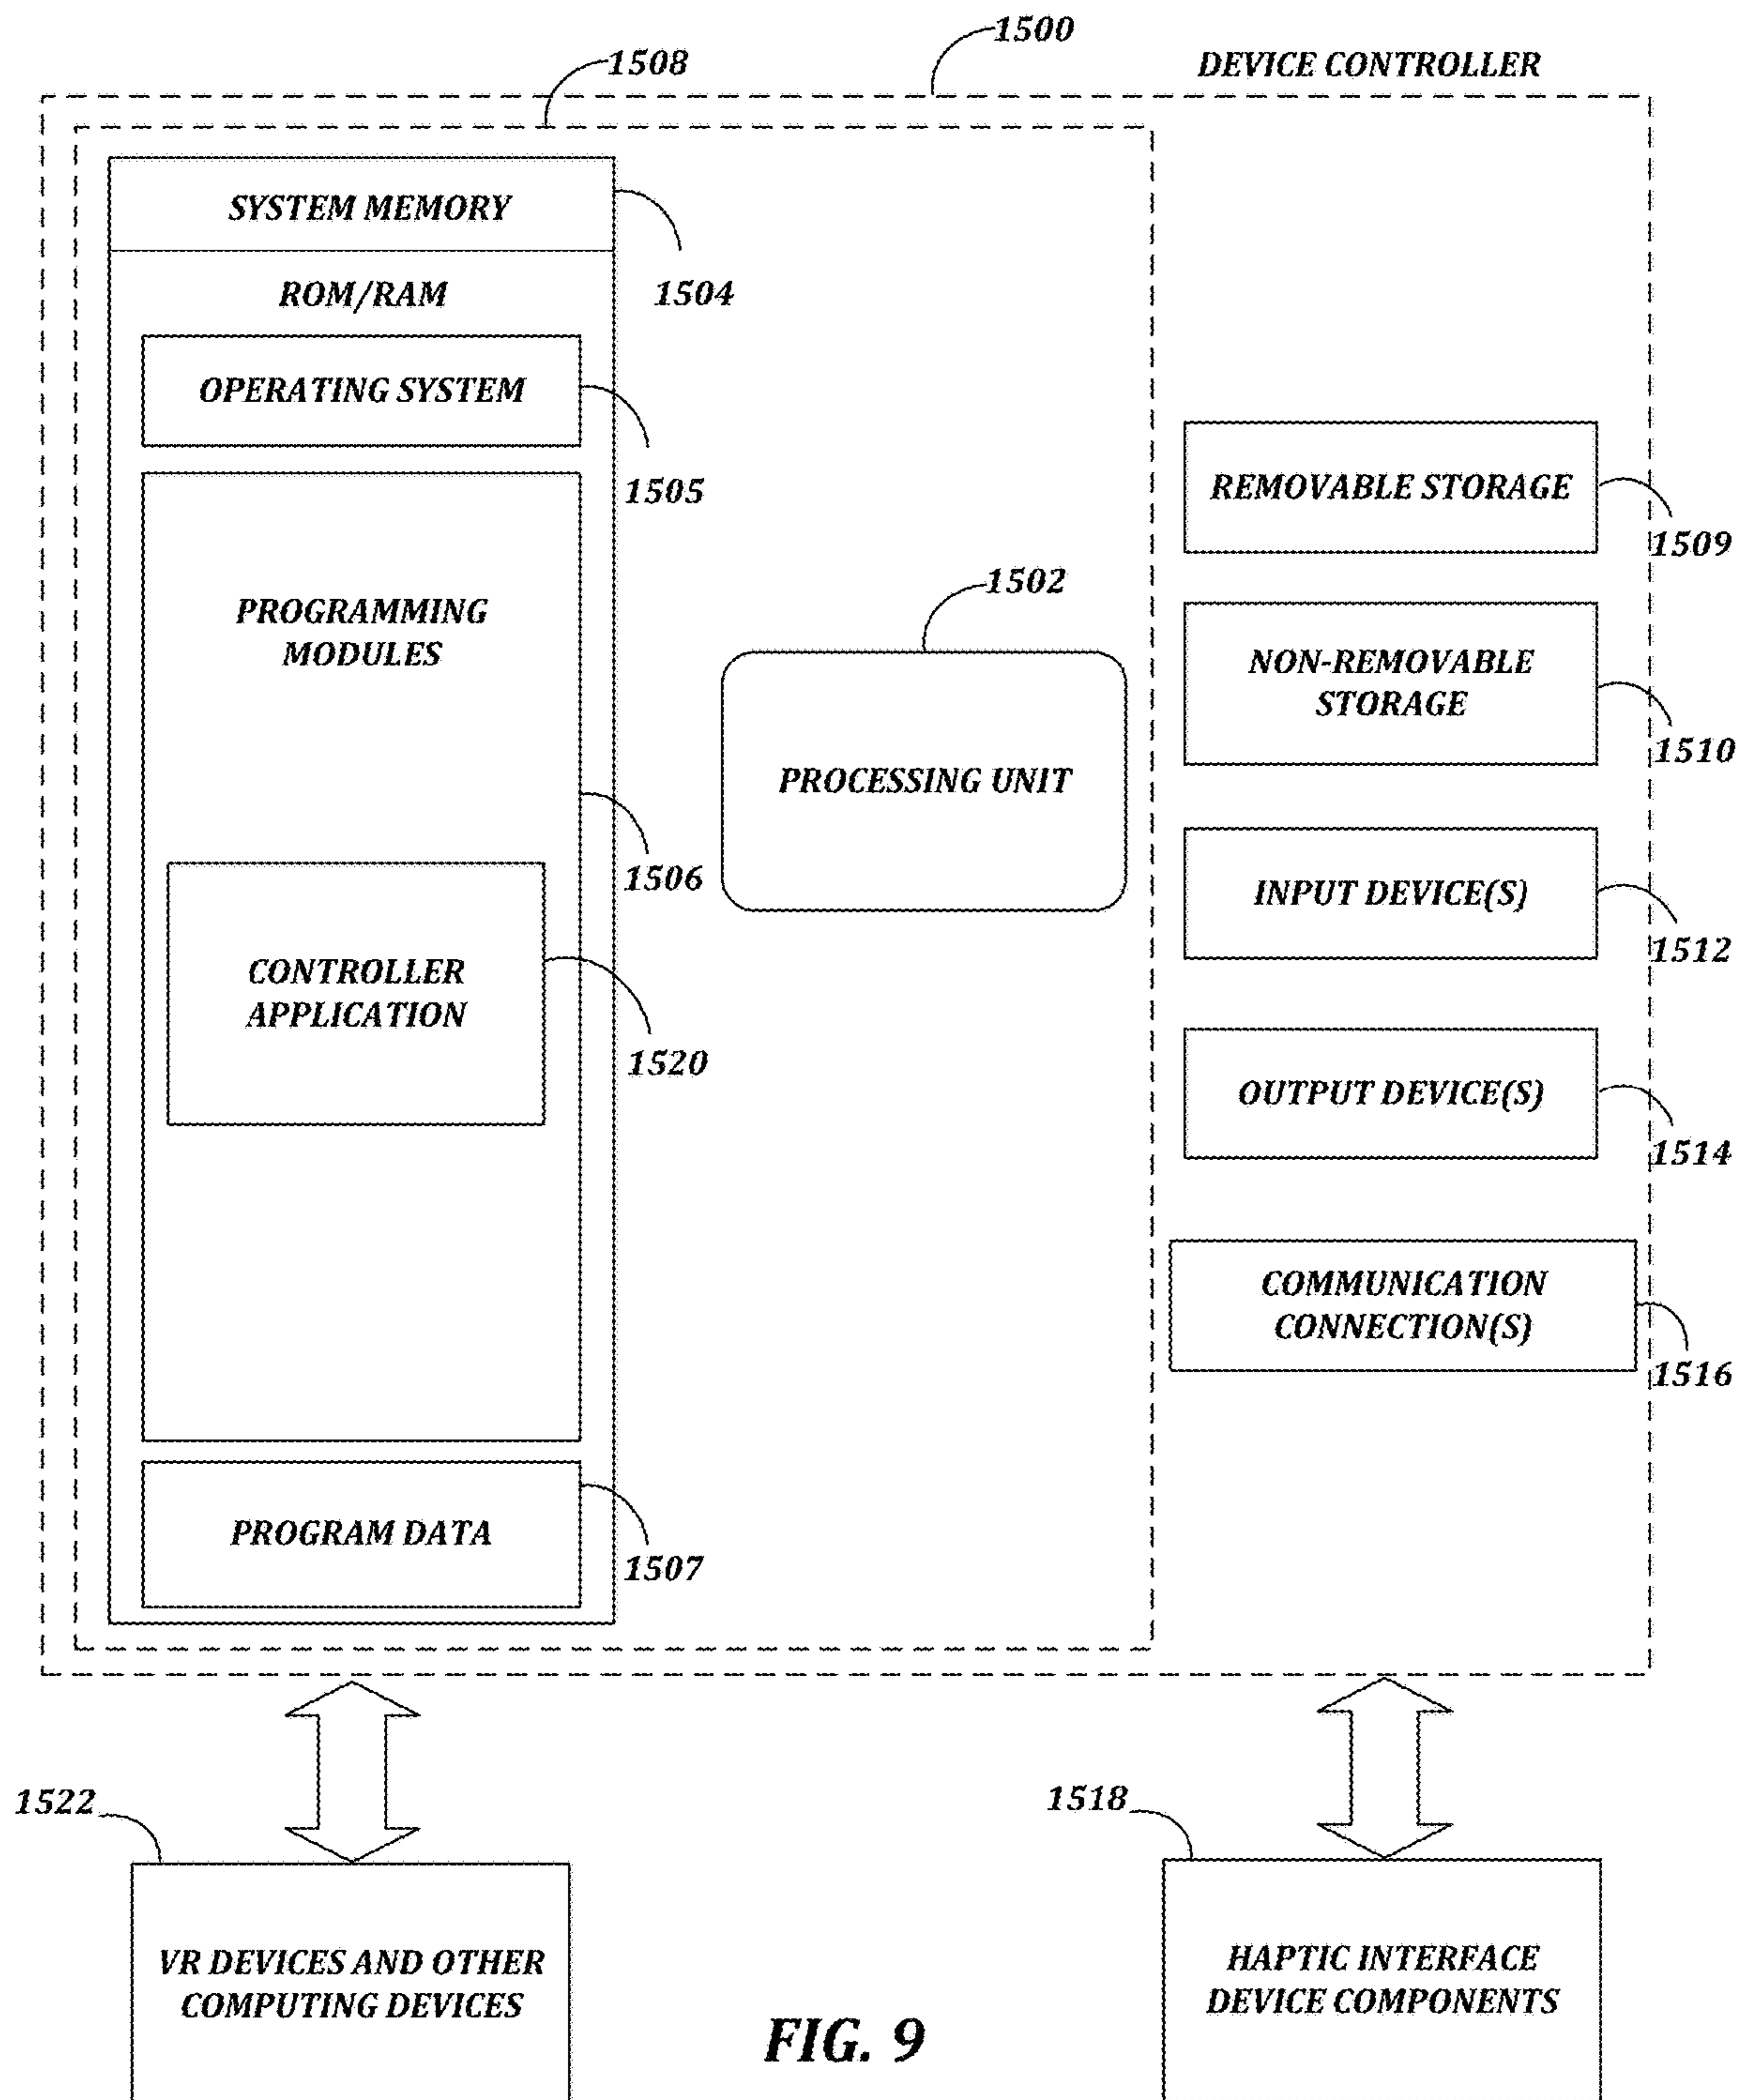 1500
1508
DEVICE CONTROLLER
SYSTEM MEMORY
1504
ROM/RAM
OPERATING SYSTEM
1505
PROGRAMMING
MODULES
1506
CONTROLLER
APPLICATION
1520
PROGRAM DATA
1507
1502
PROCESSING UNIT
REMOVABLE STORAGE
1509
NON-REMOVABLE
STORAGE
1510
INPUT DEVICE(S)
1512
OUTPUT DEVICE(S)
1514
COMMUNICATION
CONNECTION(S)
1516
1522
VR DEVICES AND OTHER
COMPUTING DEVICES
1518
HAPTIC INTERFACE
DEVICE COMPONENTS
FIG. 9